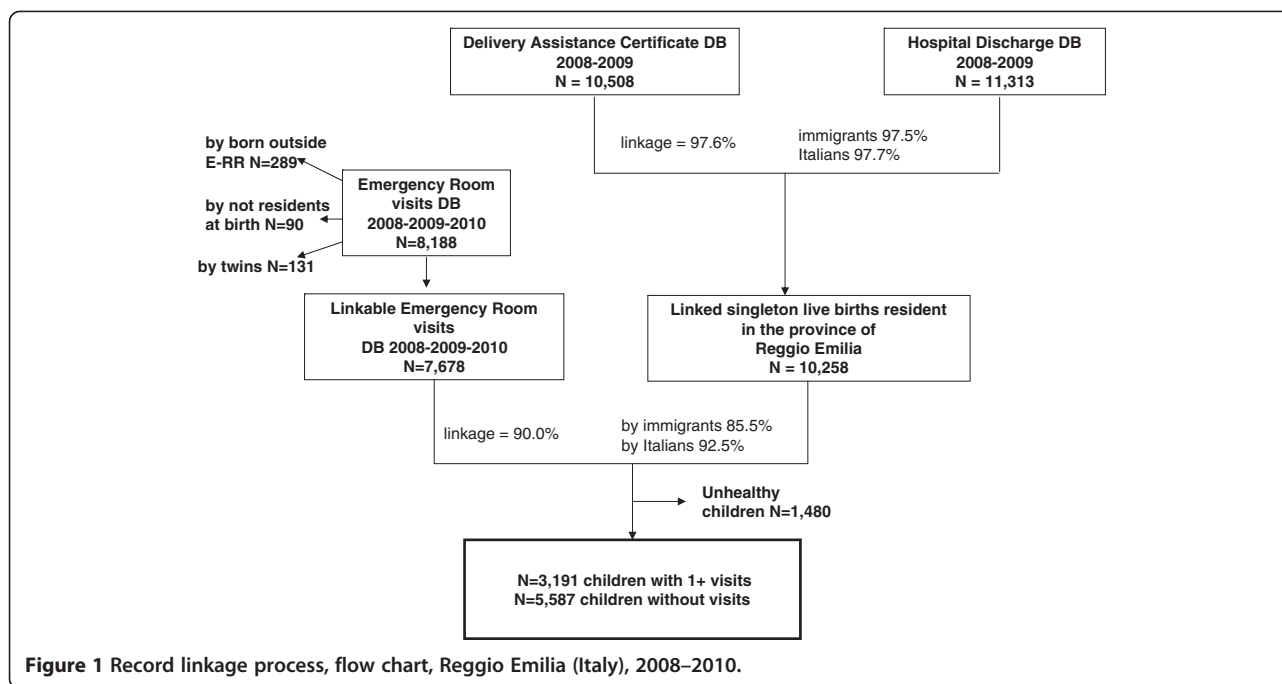 Delivery Assistance Certificate DB
2008-2009
N = 10,508
Hospital Discharge DB
2008-2009
N = 11,313
linkage = 97.6%
immigrants 97.5%
Italians 97.7%
by born outside
E-RR N=289
by not residents
at birth N=90
by twins N=131
Emergency Room
visits DB
2008-2009-2010
N=8,188
Linkable Emergency Room
visits
DB 2008-2009-2010
N=7,678
Linked singleton live births resident
in the province of
Reggio Emilia
N = 10,258
linkage = 90.0%
by immigrants 85.5%
by Italians 92.5%
Unhealthy
children N=1,480
N=3,191 children with 1+ visits
N=5,587 children without visits
Figure 1 Record linkage process, flow chart, Reggio Emilia (Italy), 2008–2010.